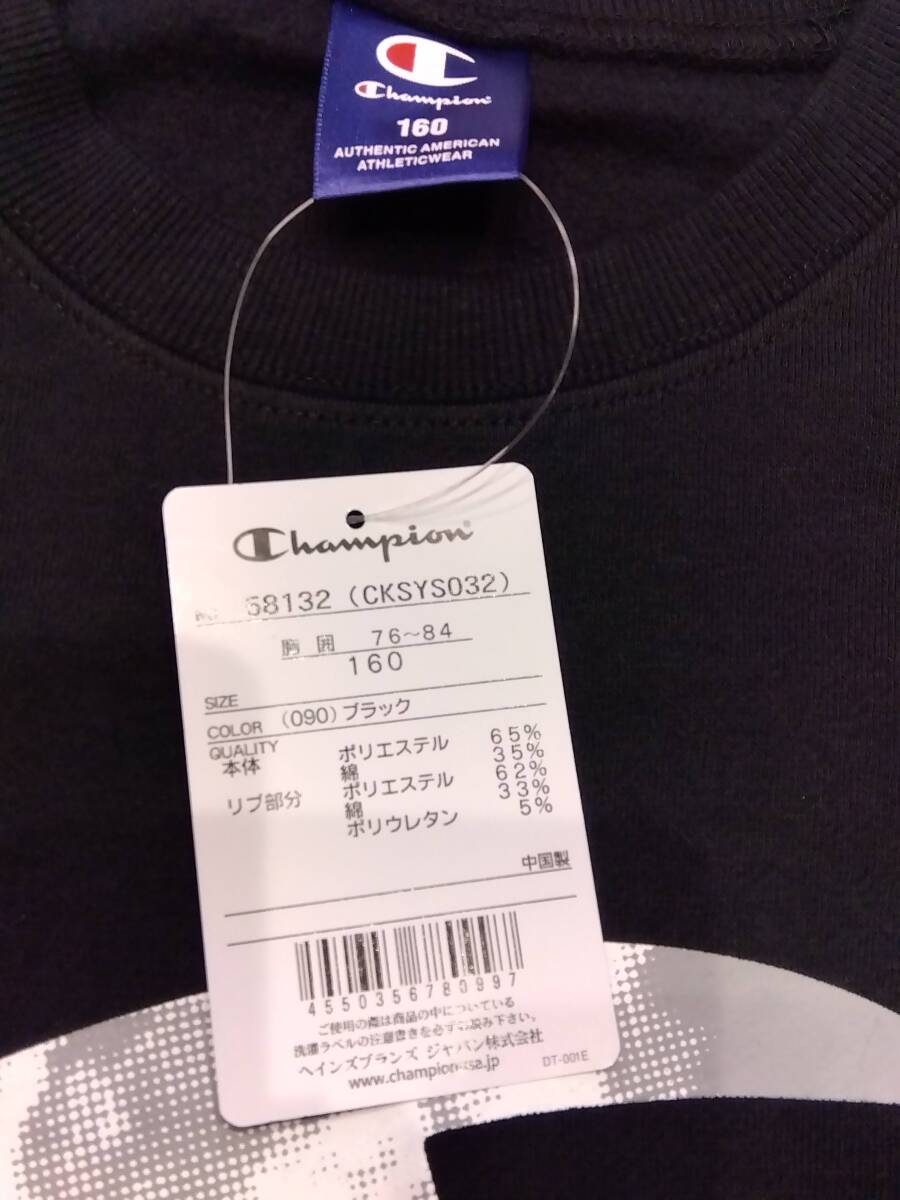 Champion
160
AUTHENTIC AMERICAN
ATHLETICWEAR
Champion
NO 58132 (CKSYS032)
胸囲 76~84
160
SIZE
COLOR (090)ブラック
QUALITY
本体 ポリエステル 65%
綿 35%
リブ部分 ポリエステル 62%
綿 33%
ポリウレタン 5%
中国製
4550356780997
ご使用の際は商品の中についている
洗濯ラベルの注意書きを必ずお読み下さい。
ヘインズブランズ ジャパン株式会社
www.championusa.jp
DT-001E